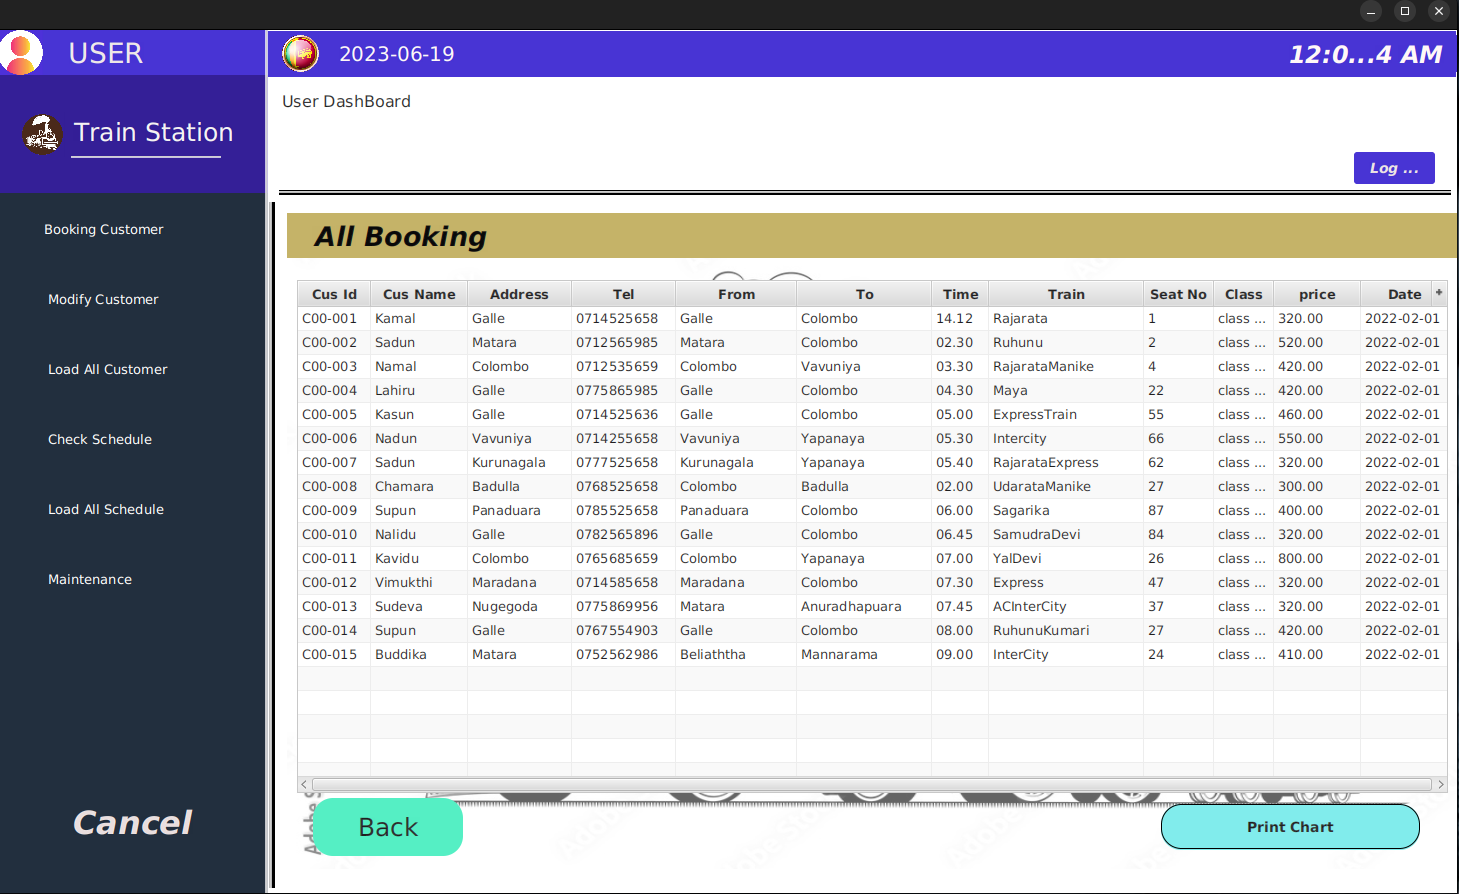 USER
2023-06-19
12:0...4 AM
Train Station
User DashBoard
Log ...
Booking Customer
Modify Customer
Load All Customer
Check Schedule
Load All Schedule
Maintenance
Cancel
All Booking
Cus Id Cus Name Address Tel From To Time Train Seat No Class price Date +
C00-001 Kamal Galle 0714525658 Galle Colombo 14.12 Rajarata 1 class ... 320.00 2022-02-01
C00-002 Sadun Matara 0712565985 Matara Colombo 02.30 Ruhunu 2 class ... 520.00 2022-02-01
C00-003 Namal Colombo 0712535659 Colombo Vavuniya 03.30 RajarataManike 4 class ... 420.00 2022-02-01
C00-004 Lahiru Galle 0775865985 Galle Colombo 04.30 Maya 22 class ... 420.00 2022-02-01
C00-005 Kasun Galle 0714525636 Galle Colombo 05.00 ExpressTrain 55 class ... 460.00 2022-02-01
C00-006 Nadun Vavuniya 0714255658 Vavuniya Yapanaya 05.30 Intercity 66 class ... 550.00 2022-02-01
C00-007 Sadun Kurunagala 0777525658 Kurunagala Yapanaya 05.40 RajarataExpress 62 class ... 320.00 2022-02-01
C00-008 Chamara Badulla 0768525658 Colombo Badulla 02.00 UdarataManike 27 class ... 300.00 2022-02-01
C00-009 Supun Panaduara 0785525658 Panaduara Colombo 06.00 Sagarika 87 class ... 400.00 2022-02-01
C00-010 Nalidu Galle 0782565896 Galle Colombo 06.45 SamudraDevi 84 class ... 320.00 2022-02-01
C00-011 Kavidu Colombo 0765685659 Colombo Yapanaya 07.00 YalDevi 26 class ... 800.00 2022-02-01
C00-012 Vimukthi Maradana 0714585658 Maradana Colombo 07.30 Express 47 class ... 320.00 2022-02-01
C00-013 Sudeva Nugegoda 0775869956 Matara Anuradhapuara 07.45 ACInterCity 37 class ... 320.00 2022-02-01
C00-014 Supun Galle 0767554903 Galle Colombo 08.00 RuhunuKumari 27 class ... 420.00 2022-02-01
C00-015 Buddika Matara 0752562986 Beliaththa Mannarama 09.00 InterCity 24 class ... 410.00 2022-02-01
Back
Print Chart